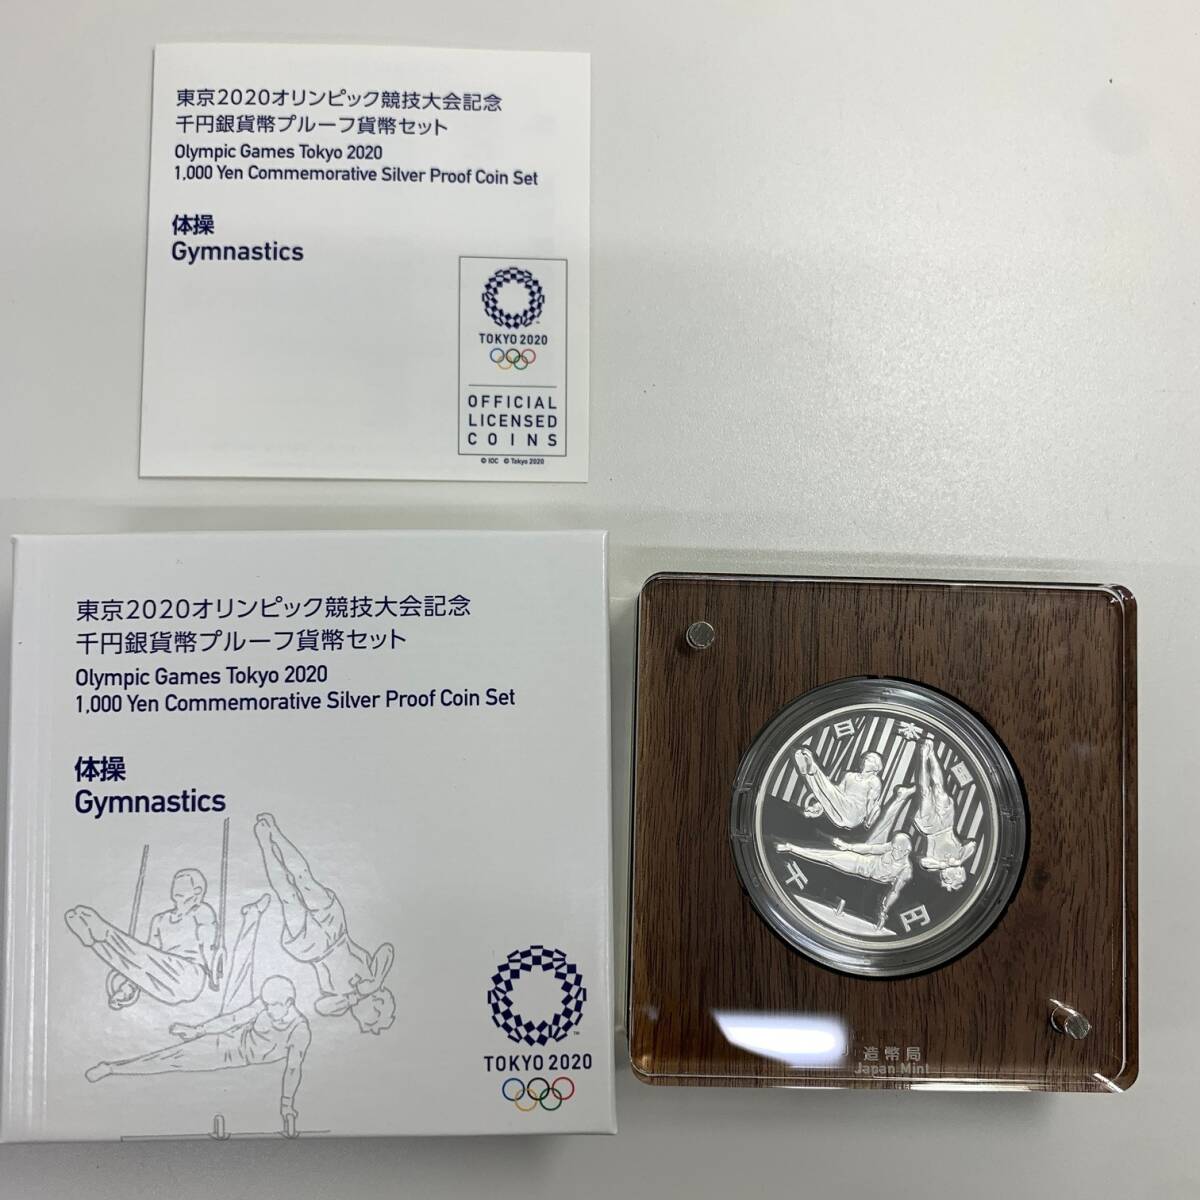 東京2020オリンピック競技大会記念
千円銀貨幣プルーフ貨幣セット
Olympic Games Tokyo 2020
1,000 Yen Commemorative Silver Proof Coin Set
体操
Gymnastics
TOKYO 2020
OFFICIAL
LICENSED
COINS
© IOC © Tokyo 2020
東京2020オリンピック競技大会記念
千円銀貨幣プルーフ貨幣セット
Olympic Games Tokyo 2020
1,000 Yen Commemorative Silver Proof Coin Set
体操
Gymnastics
TM
TOKYO 2020
日本国
千円
造幣局
Japan Mint